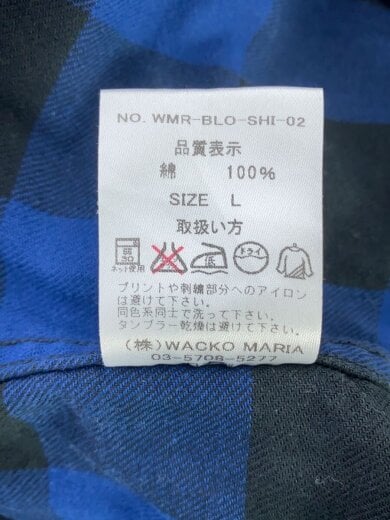 NO. WMR-BLO-SHI-02
品質表示
綿 100%
SIZE L
取扱い方
弱
30
ネット使用
低
ドライ
プリントや刺繍部分へのアイロン
は避けて下さい。
同色系同士で洗って下さい。
タンブラー乾燥は避けて下さい。
(株) WACKO MARIA
03-5708-5277